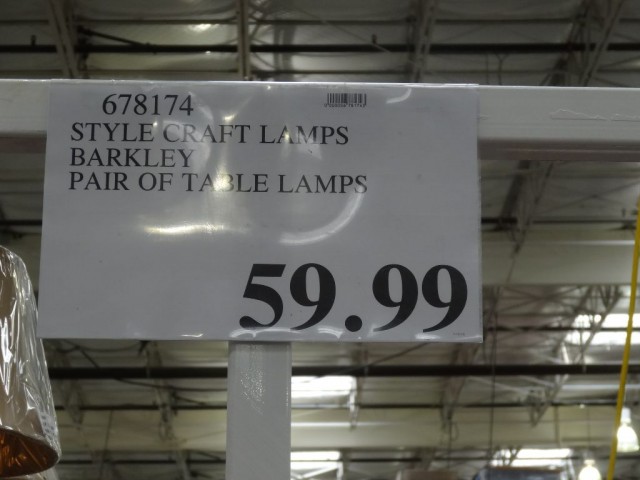 678174
STYLE CRAFT LAMPS
BARKLEY
PAIR OF TABLE LAMPS
59.99